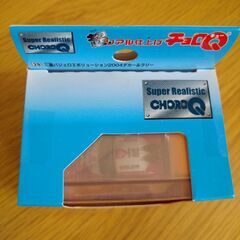 Super Realistic
CHORO Q
リアル仕上げ チョロQ
三菱パジェロエボリューション2004デカールラリー
Super Realistic
CHORO Q